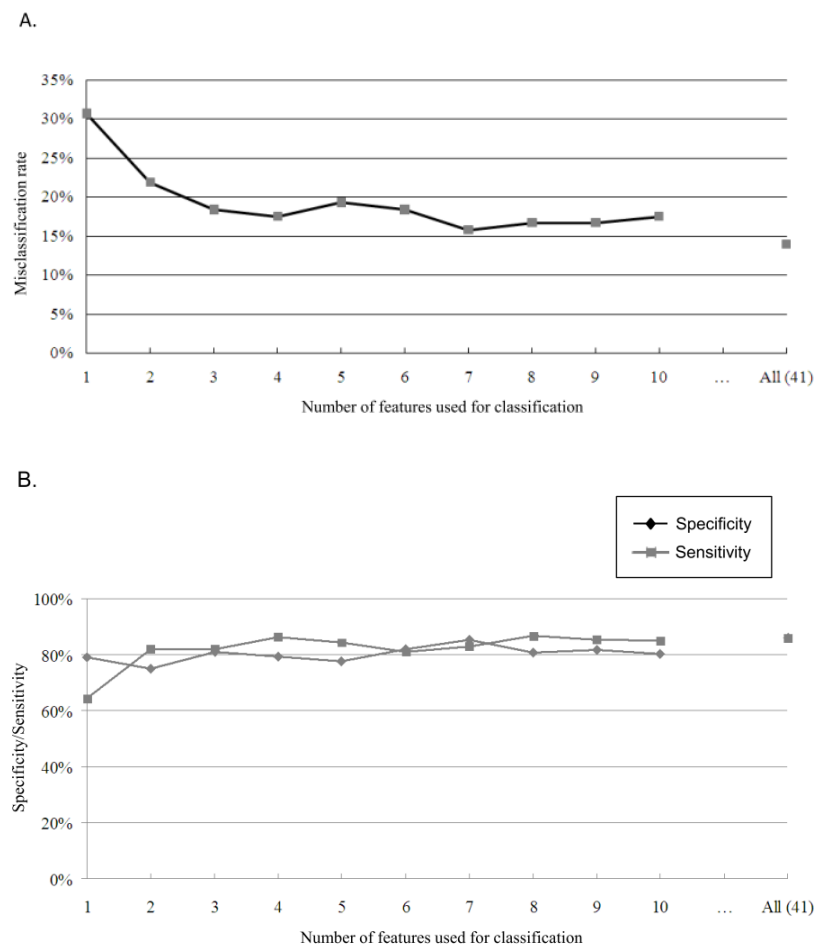 A.
35%
30%
25%
20%
15%
10%
5%
0%
Misclassification rate
1 2 3 4 5 6 7 8 9 10 … All (41)
Number of features used for classification
B.
Specificity
Sensitivity
100%
80%
60%
40%
20%
0%
Specificity/Sensitivity
1 2 3 4 5 6 7 8 9 10 … All (41)
Number of features used for classification